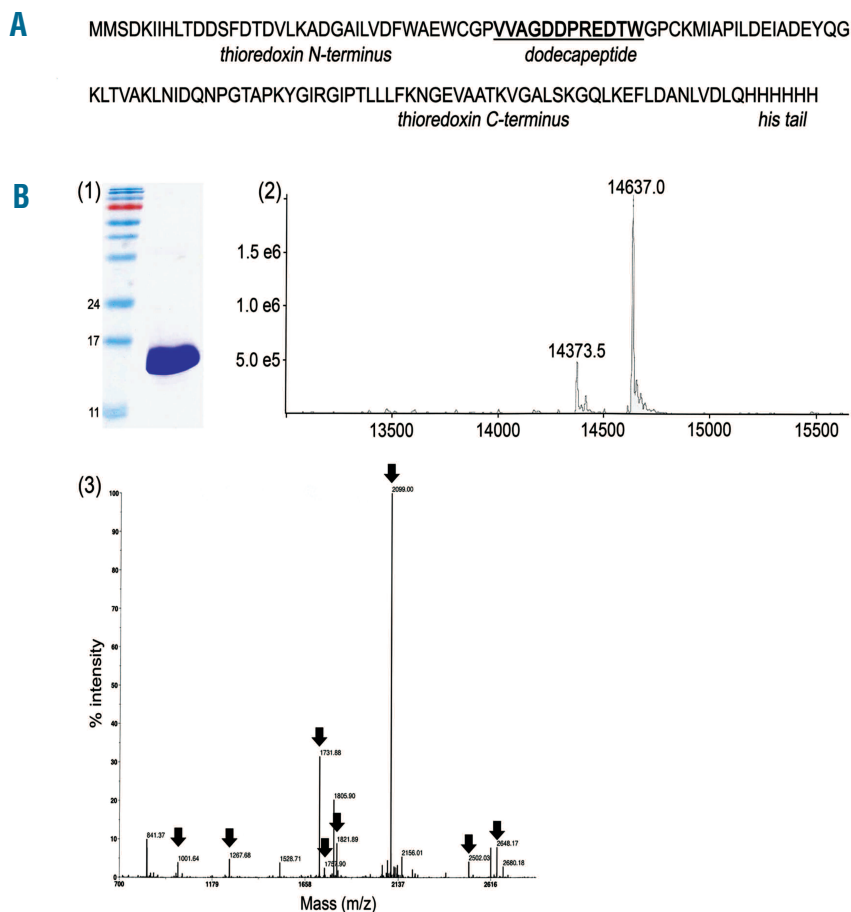 A
MMSDKIIHLTDDSFDTDVLKADGAILVDFWAEWCGPVVAGDDPREDTWGPCKMIAPILDEIADEYQG
thioredoxin N-terminus dodecapeptide
KLTVAKLNIDQNPGTAPKYGIRGIPTLLLFKNGEVAATKVGALSKGQLKEFLDANLVDLQHHHHHH
thioredoxin C-terminus his tail
B
(1)
24
17
11
(2)
14637.0
1.5 e6
1.0 e6
14373.5
5.0 e5
13500 14000 14500 15000 15500
(3)
100
2099.00
90
80
70
60
50
% intensity
40
1731.88
30
1805.90
20
1821.89
2648.17
10
841.37
1001.64
1267.68
1528.71
2156.01
2502.03
2680.18
0
700 1179 1658 2137 2616
Mass (m/z)